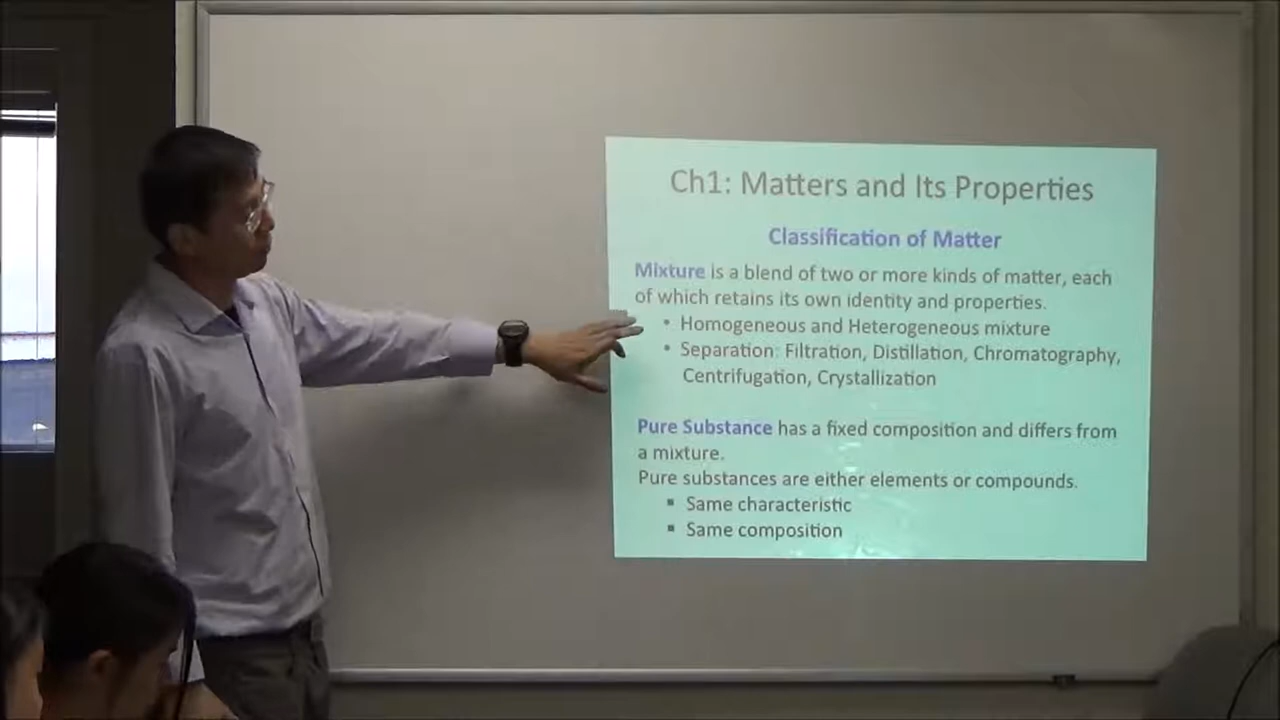 Ch1: Matters and Its Properties
Classification of Matter
Mixture is a blend of two or more kinds of matter, each
of which retains its own identity and properties.
• Homogeneous and Heterogeneous mixture
• Separation: Filtration, Distillation, Chromatography,
Centrifugation, Crystallization
Pure Substance has a fixed composition and differs from
a mixture.
Pure substances are either elements or compounds.
▪ Same characteristic
▪ Same composition